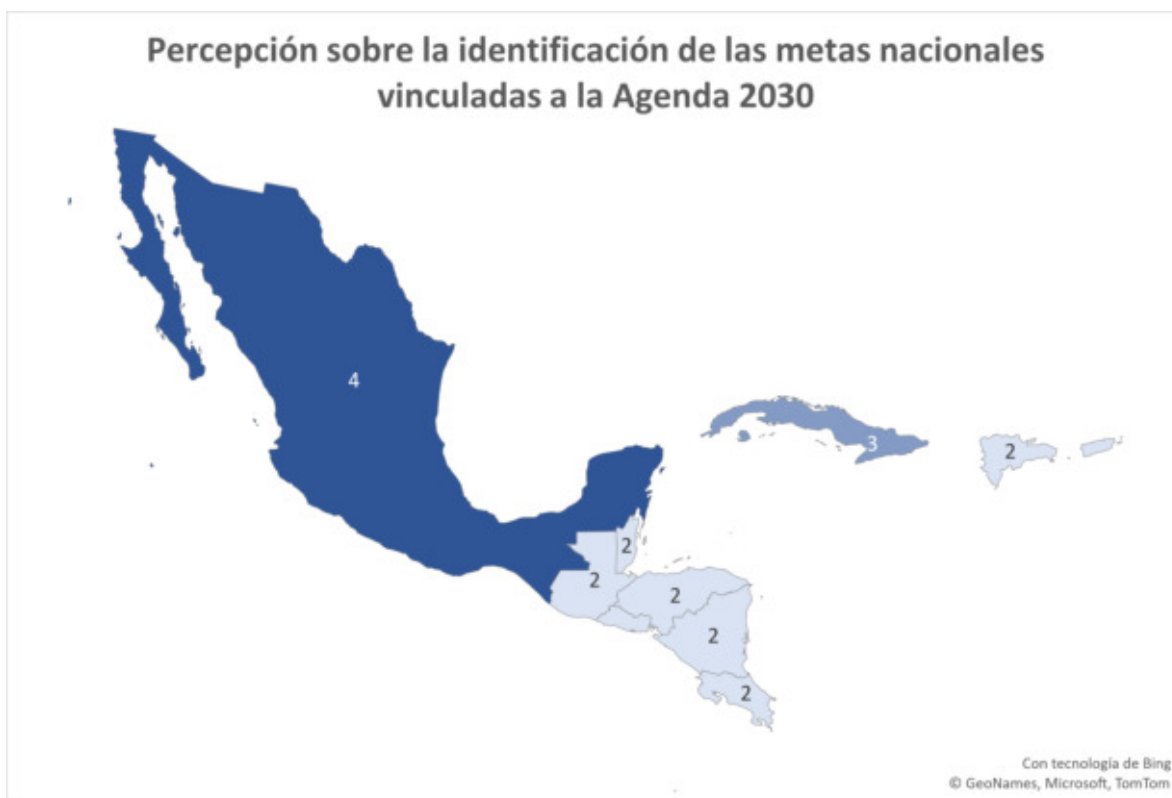 Percepción sobre la identificación de las metas nacionales
vinculadas a la Agenda 2030
4
3
2
2
2
2
2
2
Con tecnología de Bing
© GeoNames, Microsoft, TomTom